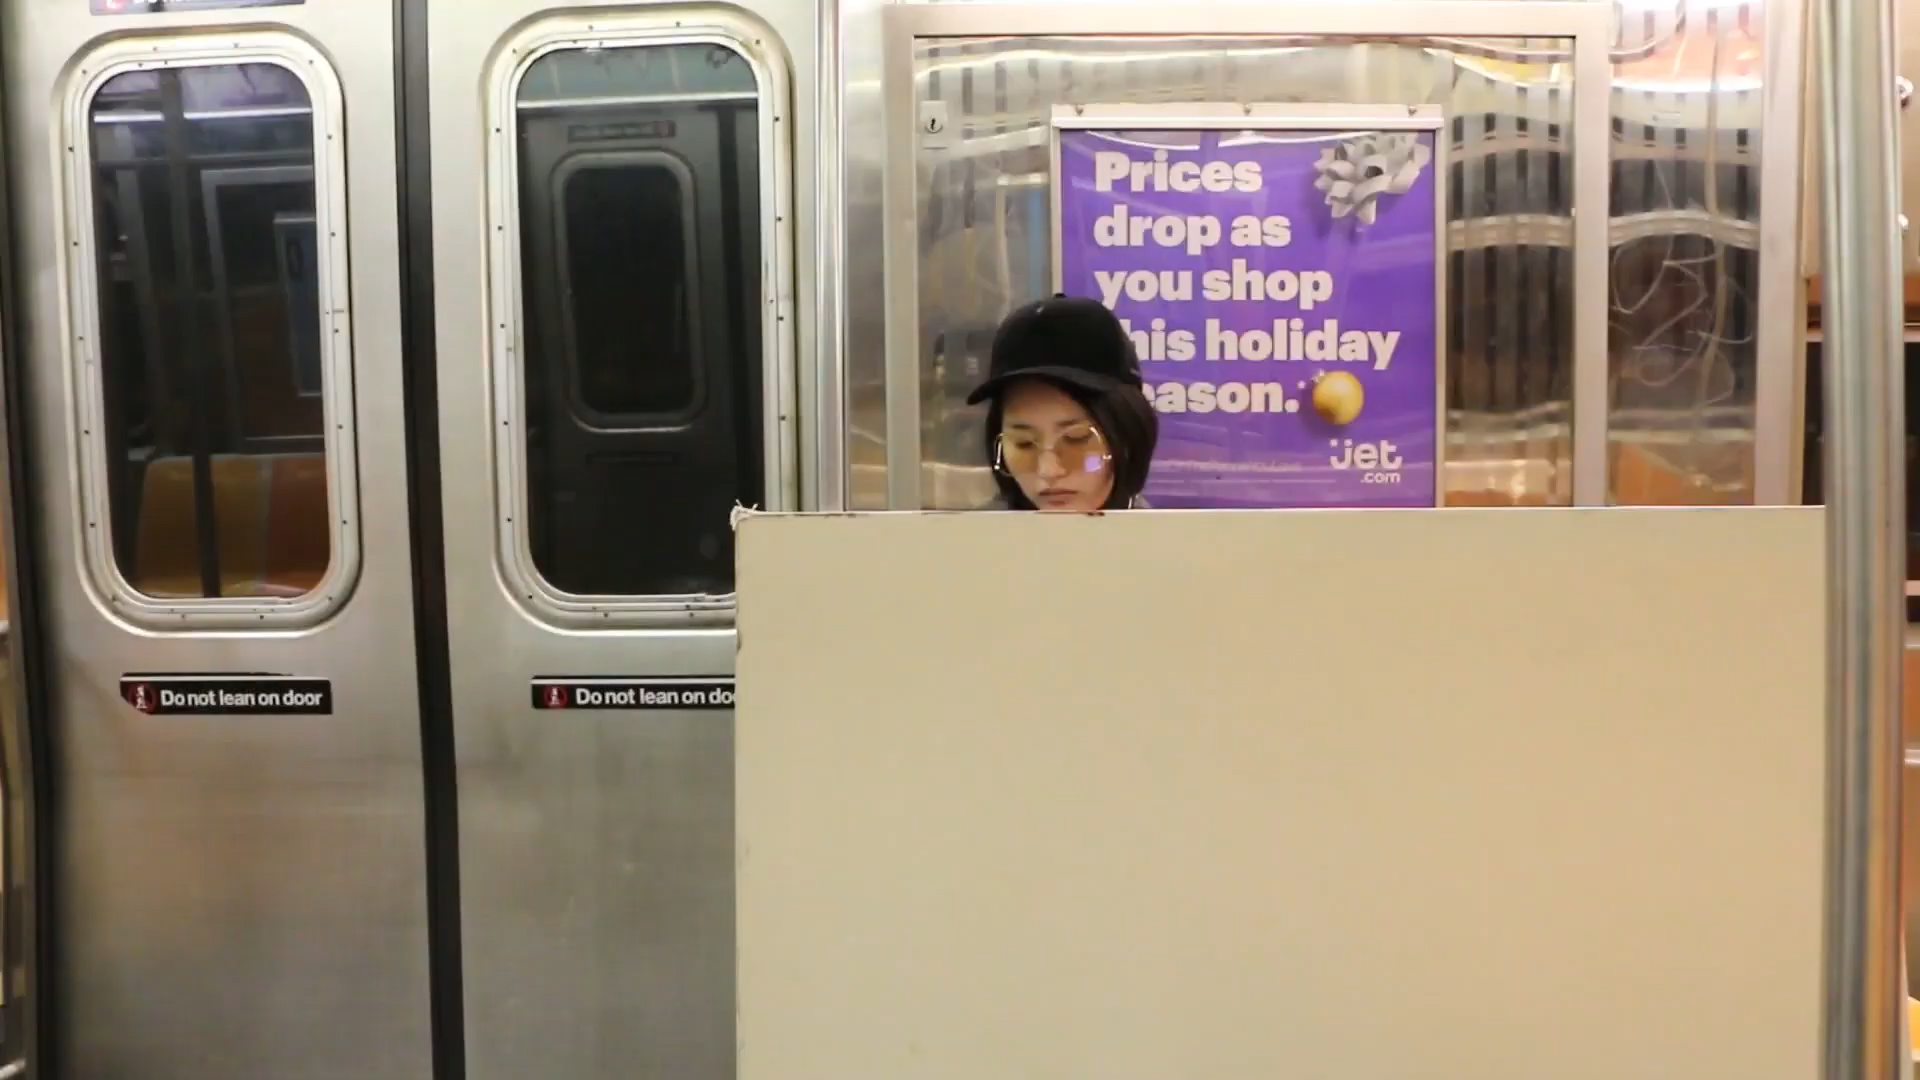 Prices
drop as
you shop
his holiday
eason.
jet
.com
Do not lean on door
Do not lean on do